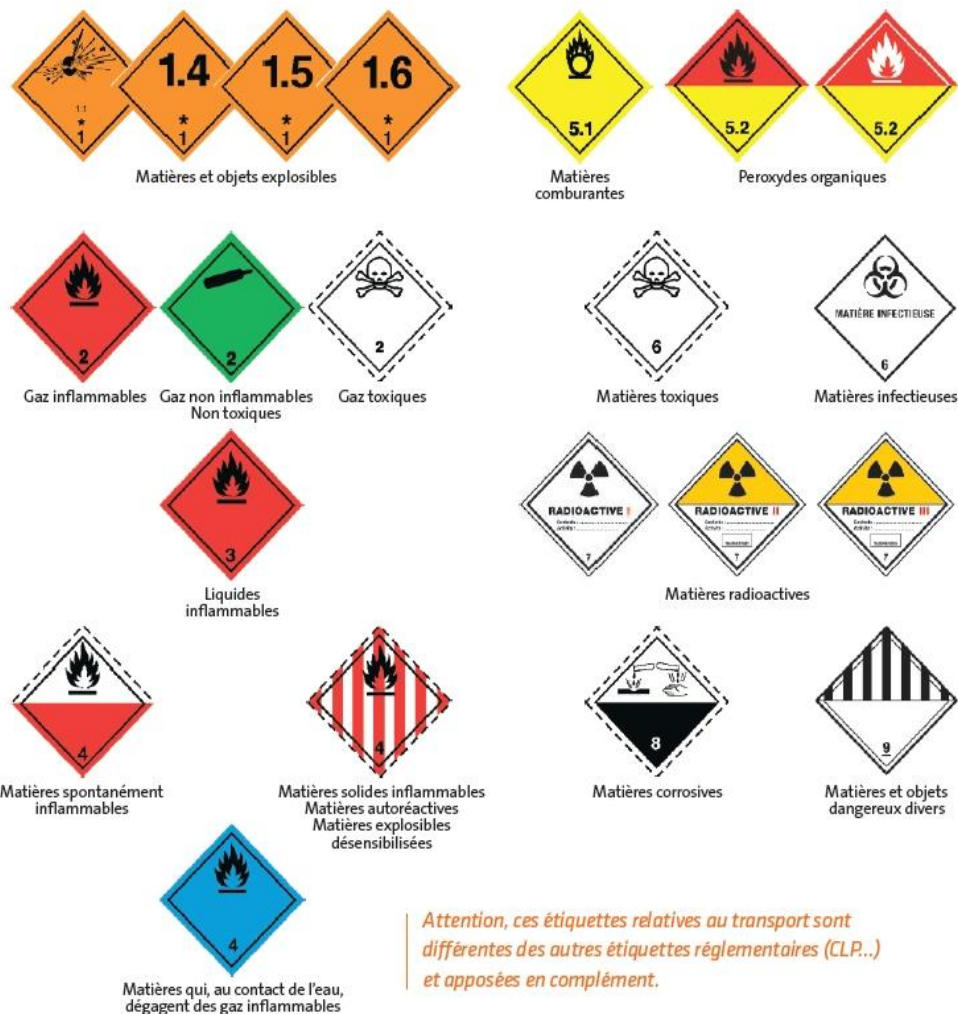 1.1
*
1
1.4
*
1
1.5
*
1
1.6
*
1
Matières et objets explosibles
5.1
Matières
comburantes
5.2
5.2
Peroxydes organiques
2
Gaz inflammables
2
Gaz non inflammables
Non toxiques
2
Gaz toxiques
6
Matières toxiques
MATIÈRE INFECTIEUSE
6
Matières infectieuses
3
Liquides
inflammables
RADIOACTIVE I
7
RADIOACTIVE II
7
RADIOACTIVE III
7
Matières radioactives
4
Matières spontanément
inflammables
4
Matières solides inflammables
Matières autoréactives
Matières explosibles
désensibilisées
8
Matières corrosives
9
Matières et objets
dangereux divers
4
Matières qui, au contact de l'eau,
dégagent des gaz inflammables
Attention, ces étiquettes relatives au transport sont
différentes des autres étiquettes réglementaires (CLP...)
et apposées en complément.